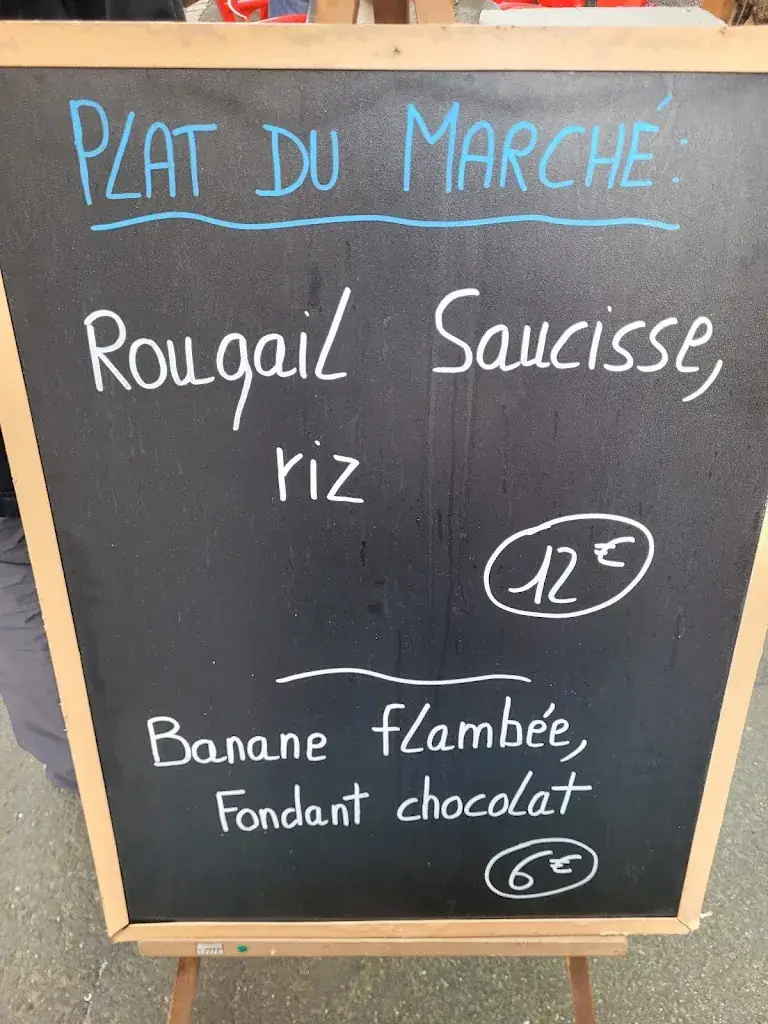 PLAT DU MARCHÉ:
Rougail Saucisse,
riz
12€
Banane flambée,
Fondant chocolat
6€